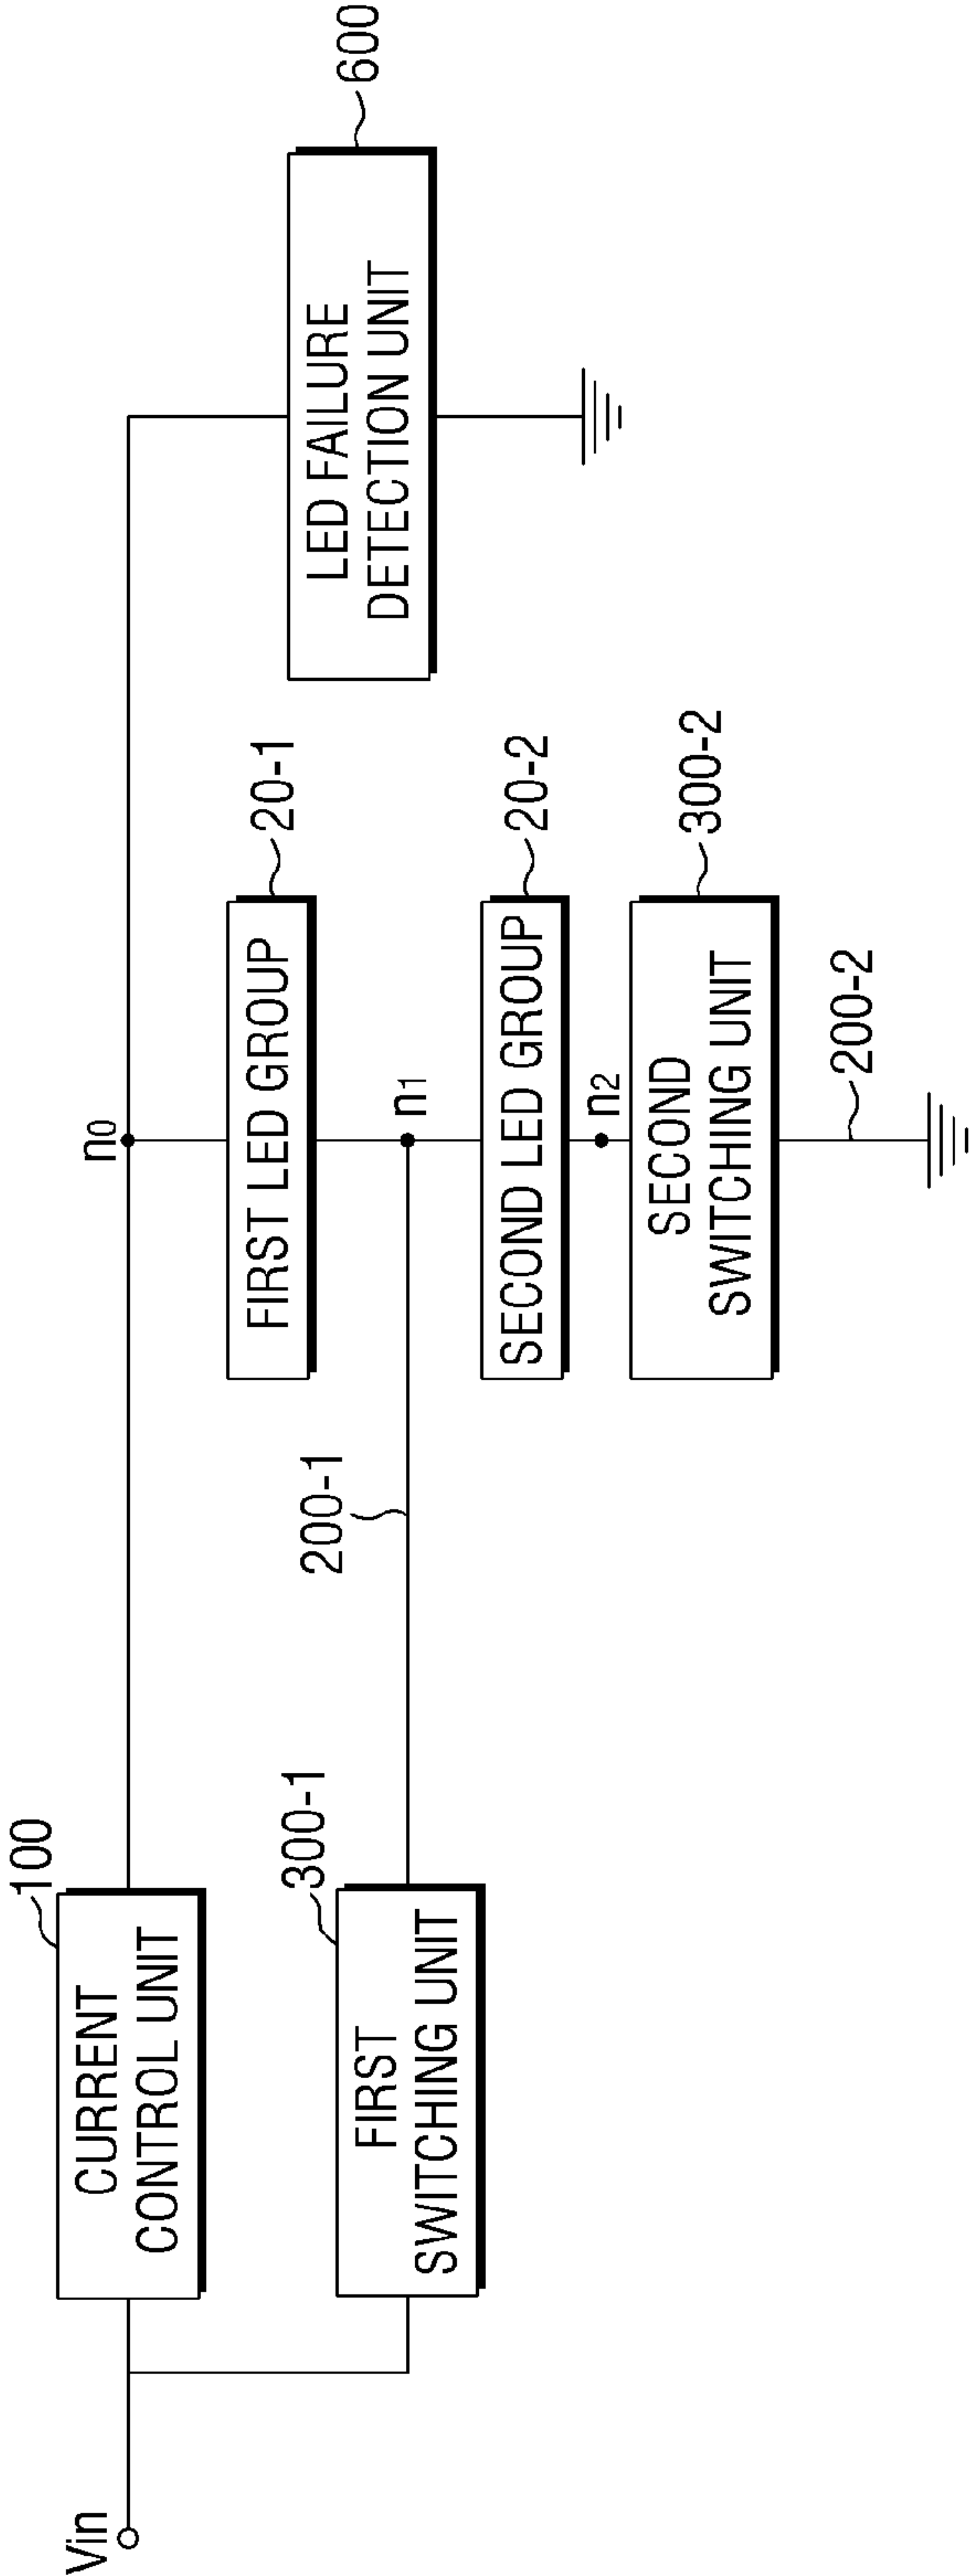 Vin
CURRENT
CONTROL UNIT
100
FIRST
SWITCHING UNIT
300-1
200-1
n0
FIRST LED GROUP
20-1
n1
SECOND LED GROUP
20-2
n2
SECOND
SWITCHING UNIT
300-2
200-2
LED FAILURE
DETECTION UNIT
600